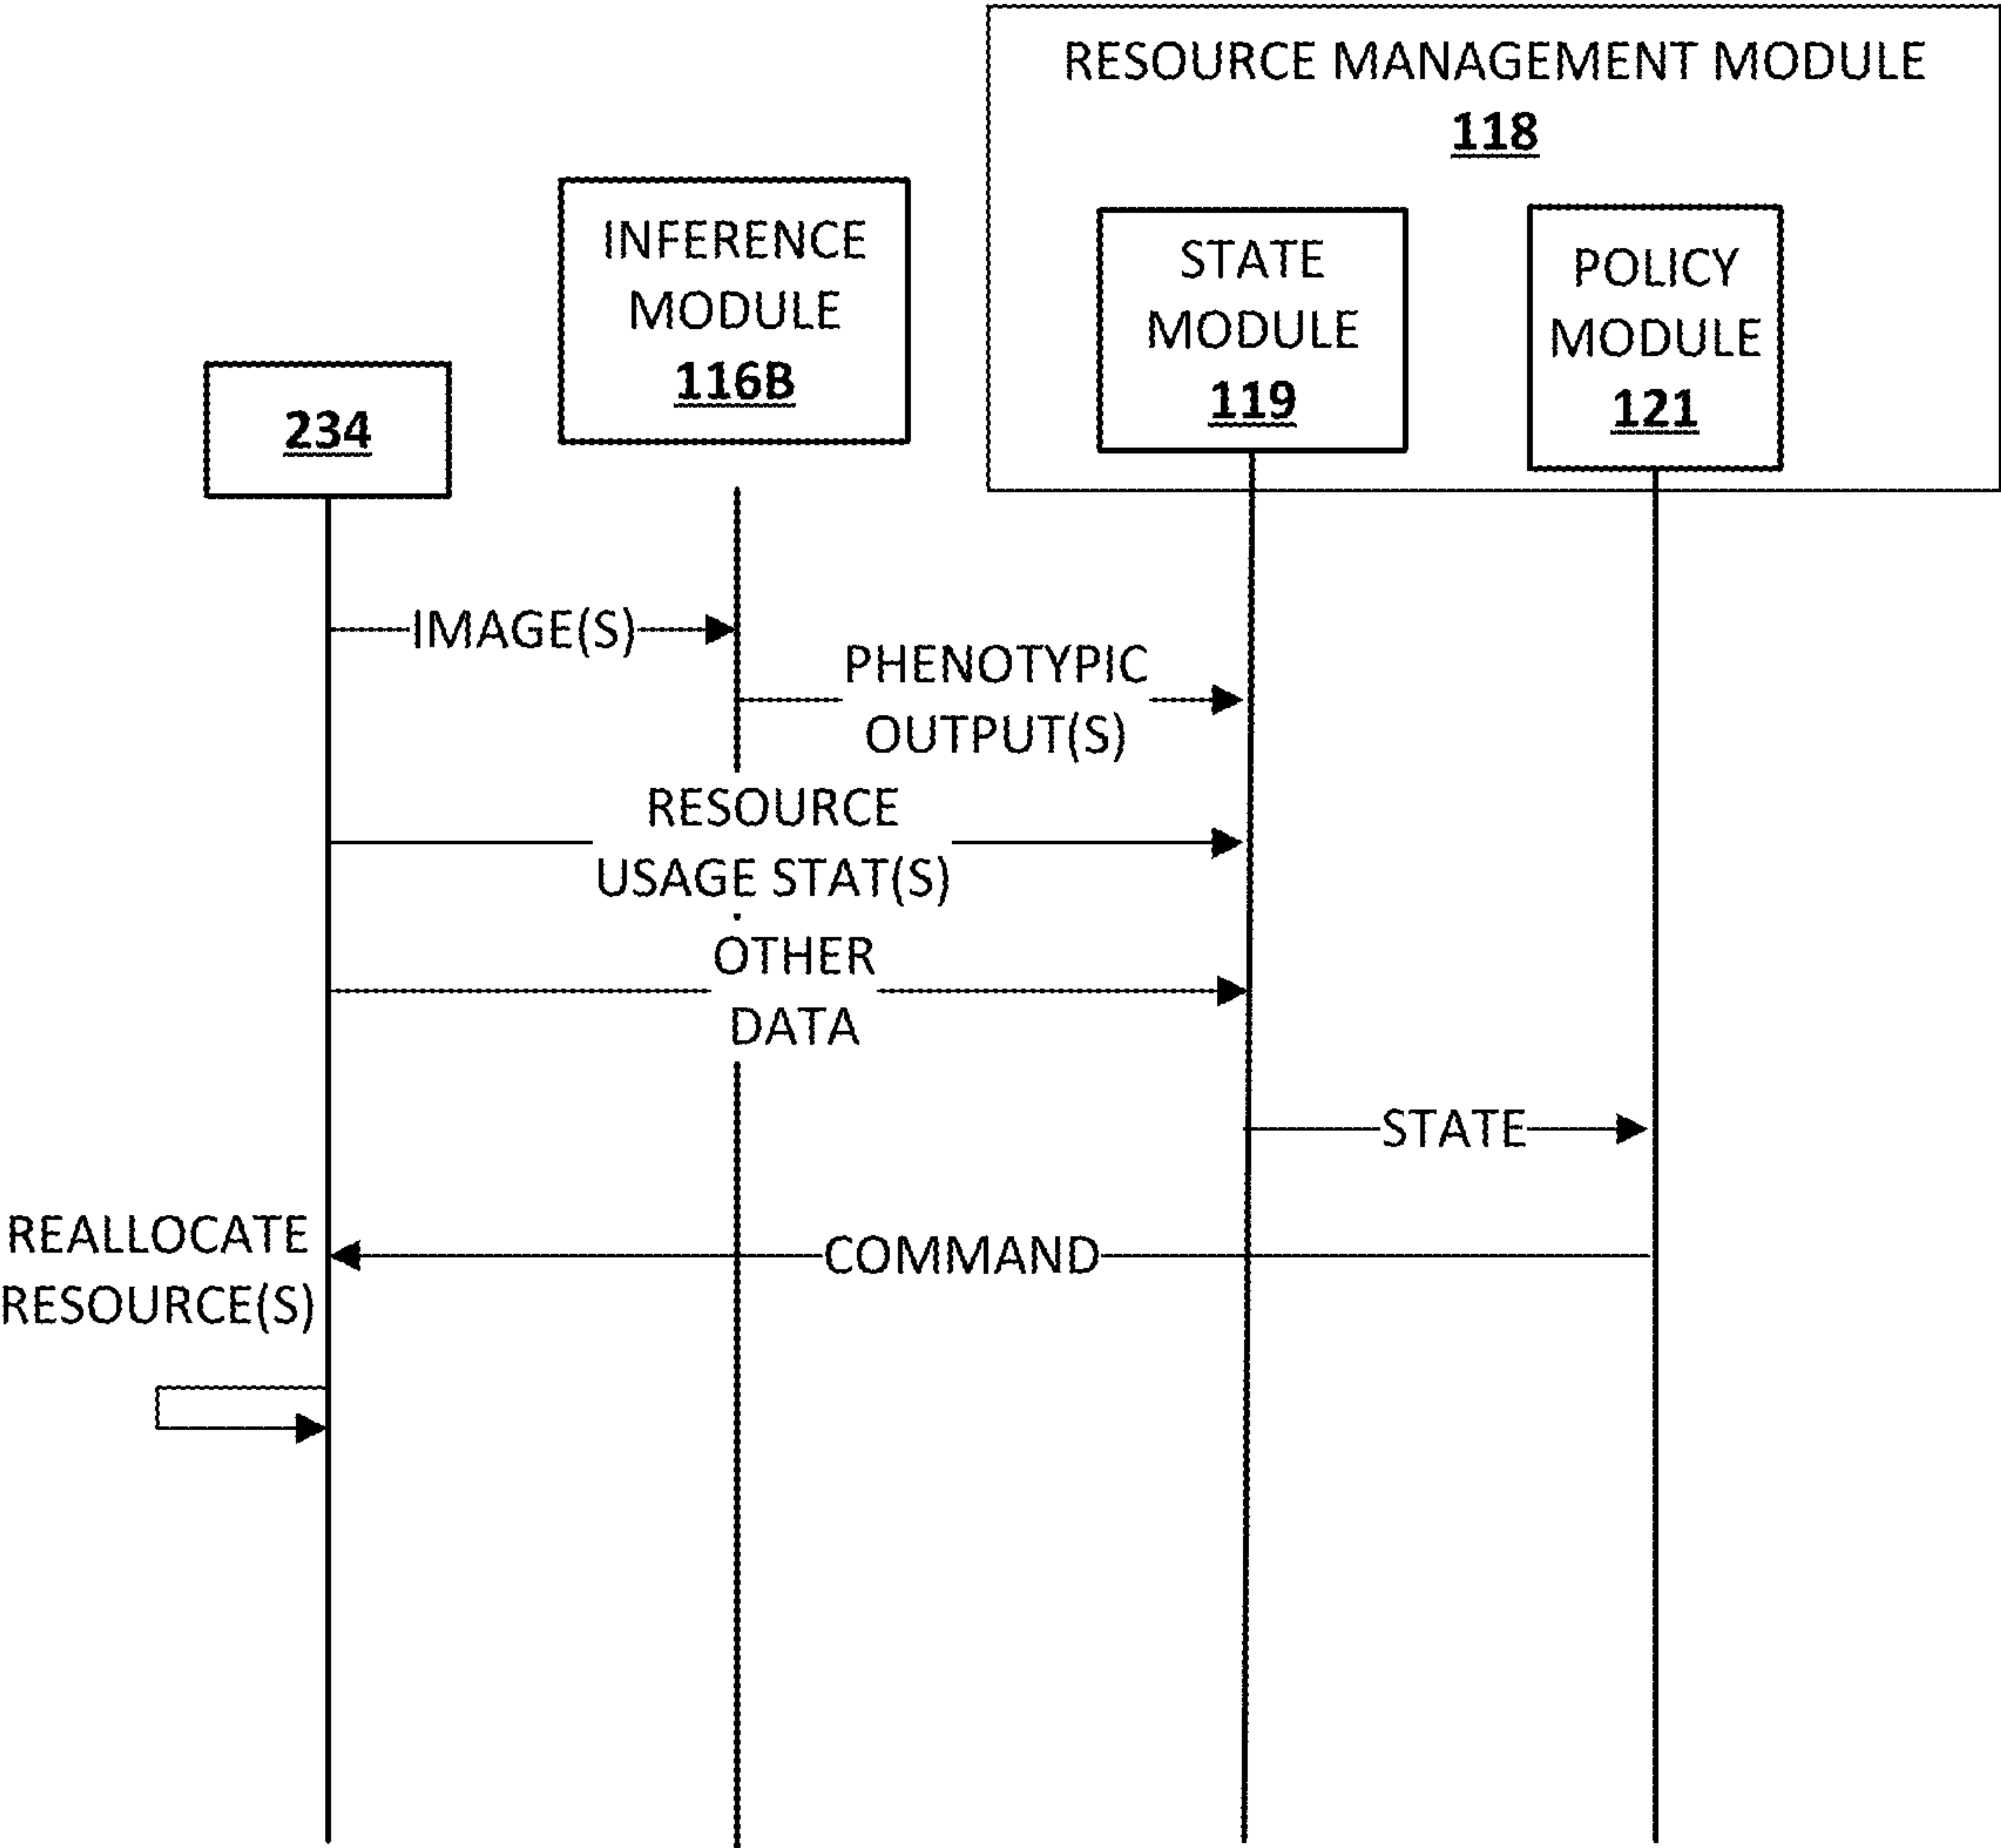 RESOURCE MANAGEMENT MODULE
118
INFERENCE
MODULE
116B
STATE
MODULE
119
POLICY
MODULE
121
234
IMAGE(S)
PHENOTYPIC
OUTPUT(S)
RESOURCE
USAGE STAT(S)
OTHER
DATA
STATE
REALLOCATE
RESOURCE(S)
COMMAND